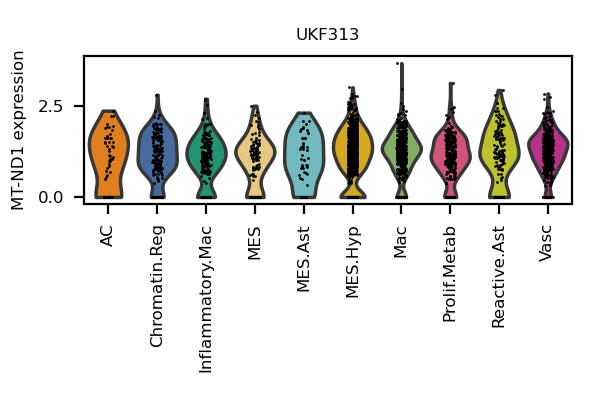 UKF313
MT-ND1 expression
2.5
0.0
AC
Chromatin.Reg
Inflammatory.Mac
MES
MES.Ast
MES.Hyp
Mac
Prolif.Metab
Reactive.Ast
Vasc